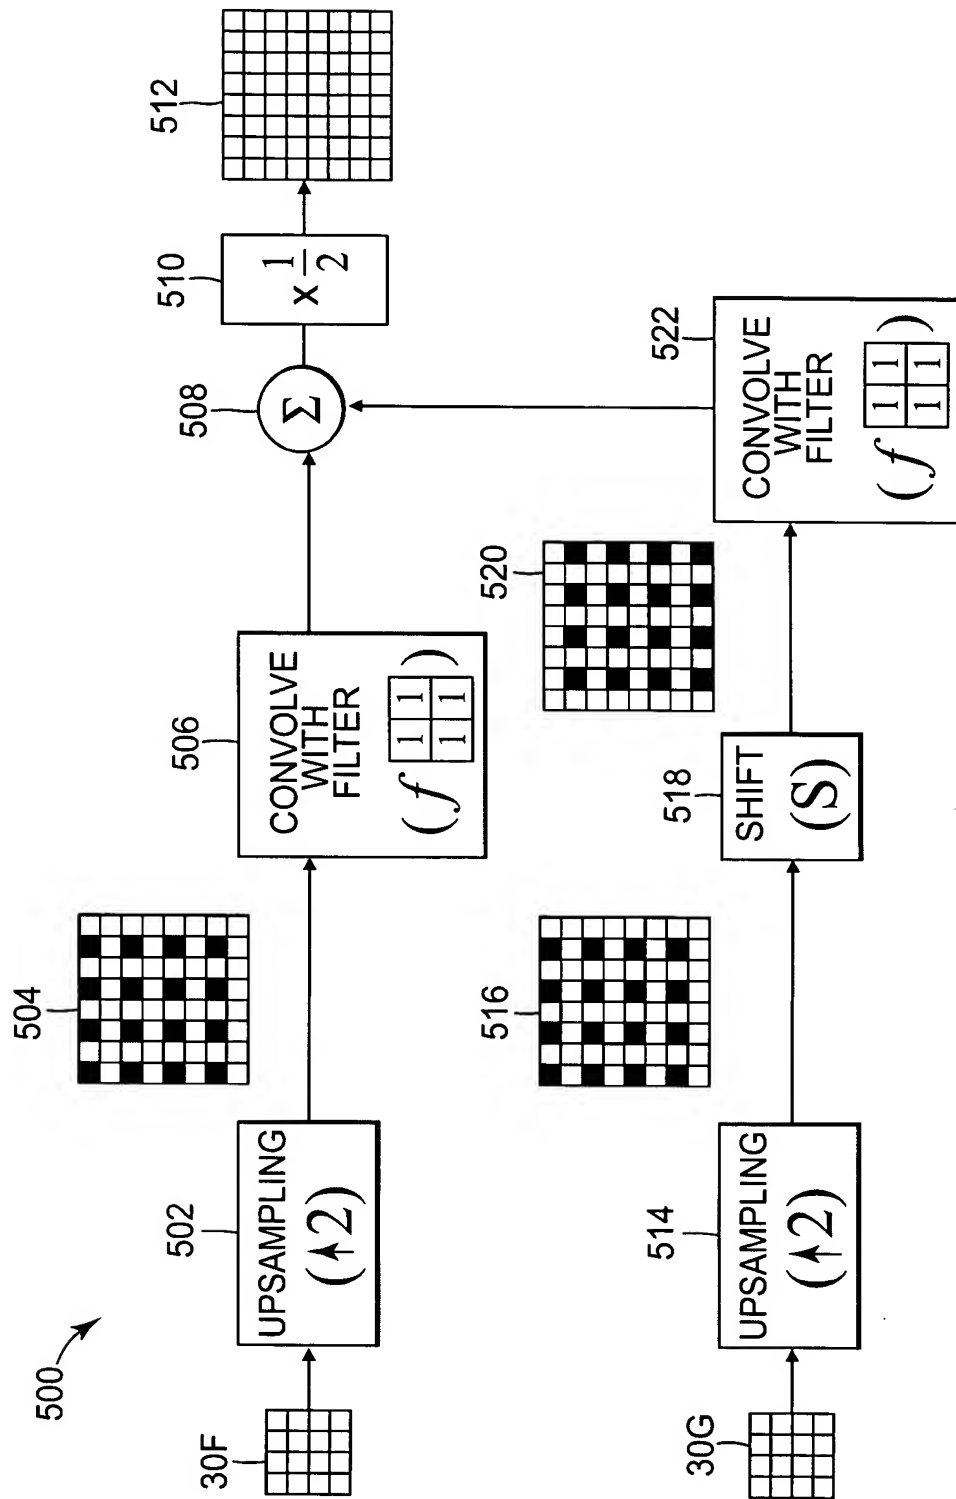 500
30F
502
UPSAMPLING
(↑2)
504
506
CONVOLVE
WITH
FILTER
(f
1 1
1 1
)
508
Σ
510
x 1/2
512
30G
514
UPSAMPLING
(↑2)
516
518
SHIFT
(S)
520
522
CONVOLVE
WITH
FILTER
(f
1 1
1 1
)